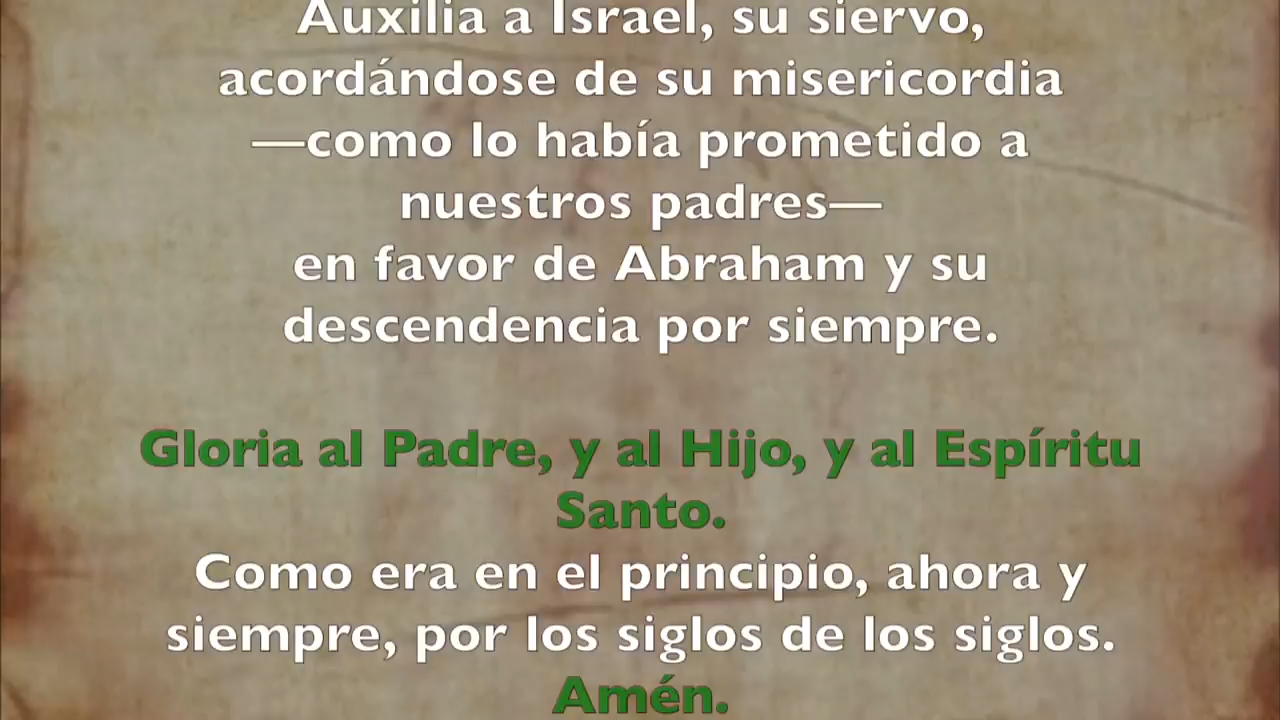 Auxilia a Israel, su siervo,
acordándose de su misericordia
—como lo había prometido a
nuestros padres—
en favor de Abraham y su
descendencia por siempre.
Gloria al Padre, y al Hijo, y al Espíritu
Santo.
Como era en el principio, ahora y
siempre, por los siglos de los siglos.
Amén.